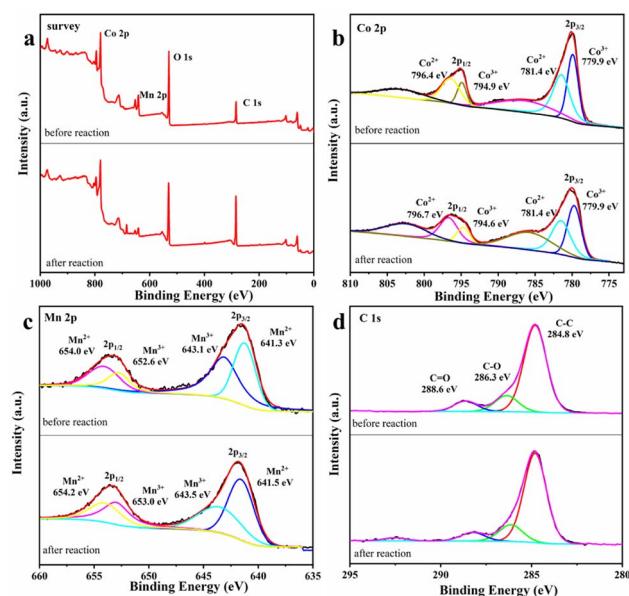 a
survey
Co 2p
O 1s
Mn 2p
C 1s
before reaction
after reaction
Intensity (a.u.)
1000 800 600 400 200 0
Binding Energy (eV)
b
Co 2p
2p3/2
Co2+
796.4 eV
2p1/2
Co3+
794.9 eV
Co2+
781.4 eV
Co3+
779.9 eV
before reaction
2p3/2
Co2+
796.7 eV
2p1/2
Co3+
794.6 eV
Co2+
781.4 eV
Co3+
779.9 eV
after reaction
Intensity (a.u.)
810 805 800 795 790 785 780 775
Binding Energy (eV)
c
Mn 2p
2p3/2
Mn2+
654.0 eV
2p1/2
Mn3+
652.6 eV
Mn3+
643.1 eV
Mn2+
641.3 eV
before reaction
2p3/2
Mn2+
654.2 eV
2p1/2
Mn3+
653.0 eV
Mn3+
643.5 eV
Mn2+
641.5 eV
after reaction
Intensity (a.u.)
660 655 650 645 640 635
Binding Energy (eV)
d
C 1s
C-C
284.8 eV
C-O
286.3 eV
C=O
288.6 eV
before reaction
after reaction
Intensity (a.u.)
295 290 285 280
Binding Energy (eV)